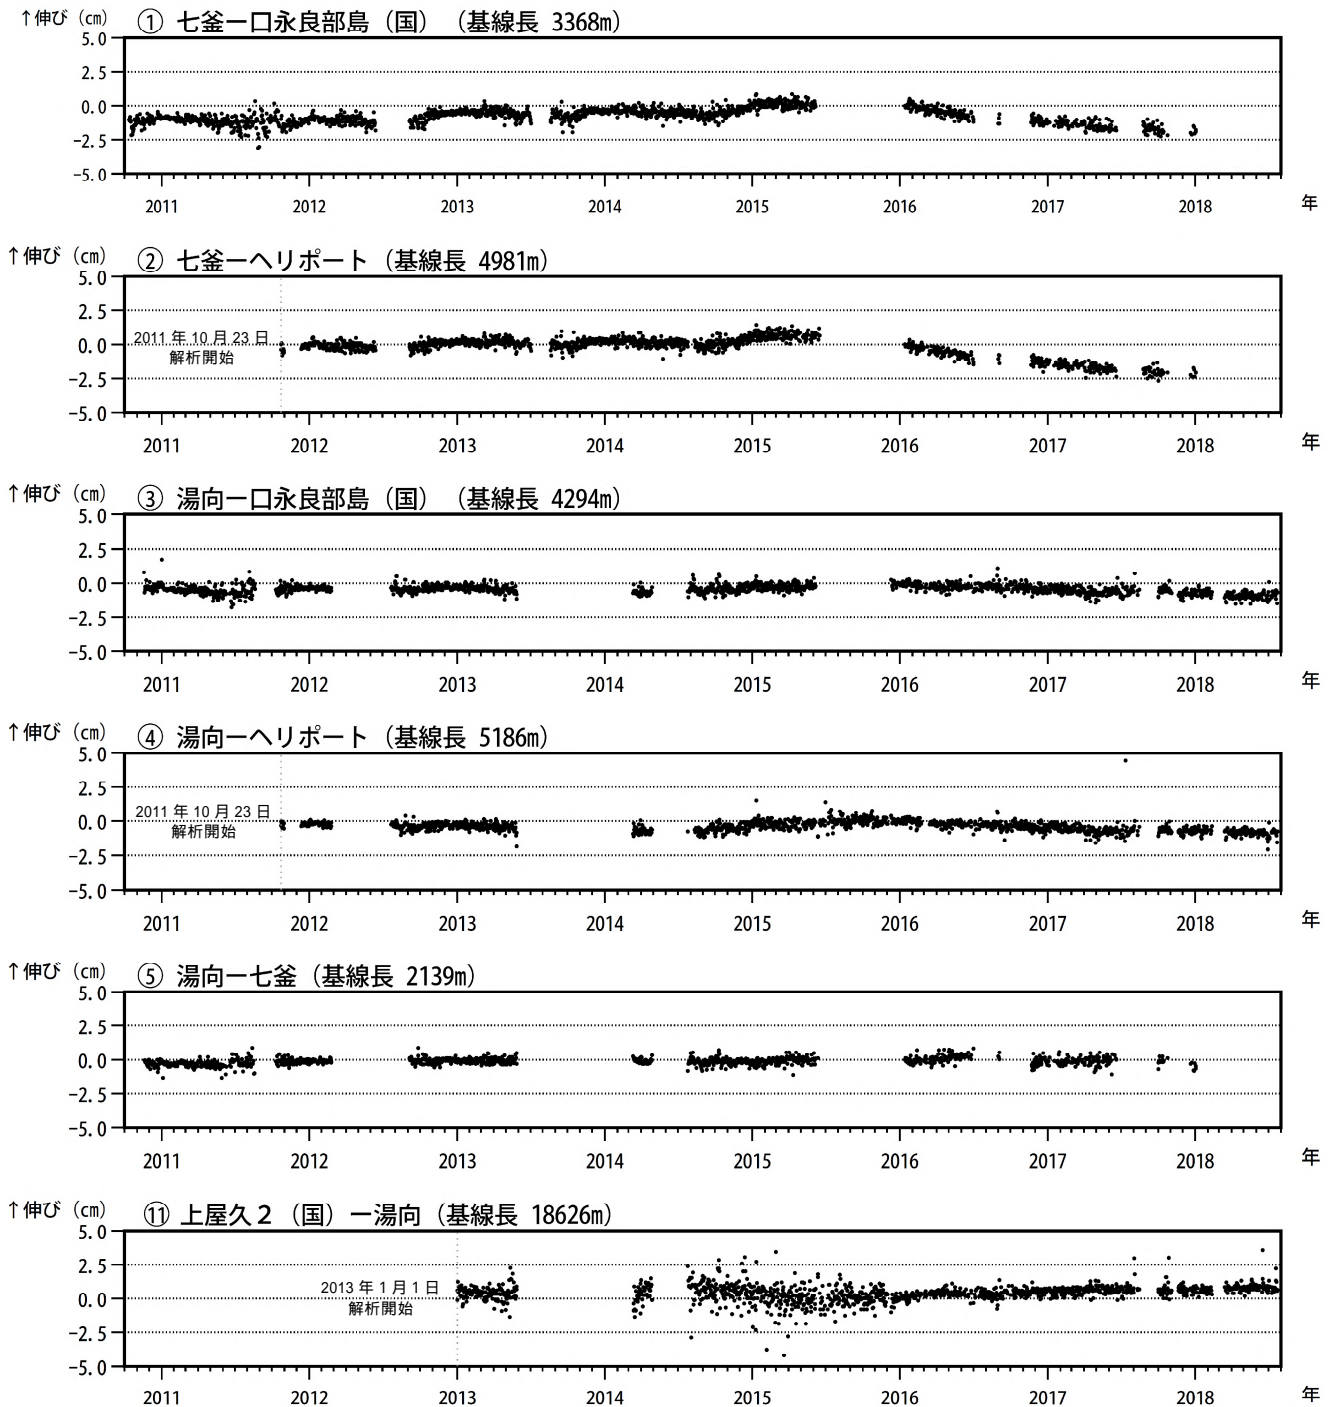 ↑伸び（cm） ① 七釜ー口永良部島（国）（基線長 3368m）
5.0
2.5
0.0
−2.5
−5.0
2011 2012 2013 2014 2015 2016 2017 2018 年
↑伸び（cm） ② 七釜ーヘリポート（基線長 4981m）
5.0
2.5
2011 年 10 月 23 日
0.0
解析開始
−2.5
−5.0
2011 2012 2013 2014 2015 2016 2017 2018 年
↑伸び（cm） ③ 湯向ー口永良部島（国）（基線長 4294m）
5.0
2.5
0.0
−2.5
−5.0
2011 2012 2013 2014 2015 2016 2017 2018 年
↑伸び（cm） ④ 湯向ーヘリポート（基線長 5186m）
5.0
2.5
2011 年 10 月 23 日
0.0
解析開始
−2.5
−5.0
2011 2012 2013 2014 2015 2016 2017 2018 年
↑伸び（cm） ⑤ 湯向ー七釜（基線長 2139m）
5.0
2.5
0.0
−2.5
−5.0
2011 2012 2013 2014 2015 2016 2017 2018 年
↑伸び（cm） ⑪ 上屋久２（国）ー湯向（基線長 18626m）
5.0
2.5
2013 年 1 月 1 日
0.0
解析開始
−2.5
−5.0
2011 2012 2013 2014 2015 2016 2017 2018 年